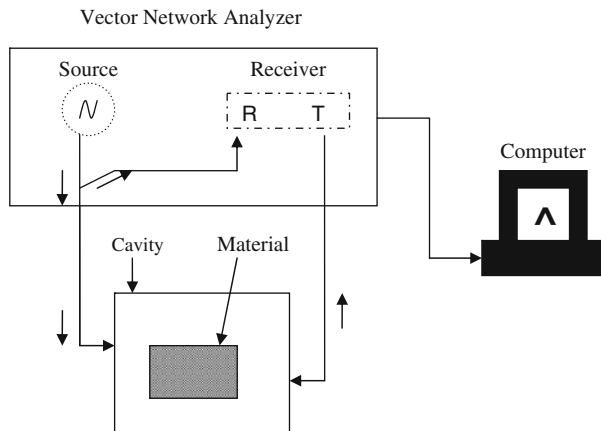 Vector Network Analyzer
Source
Receiver
R T
Computer
Cavity
Material